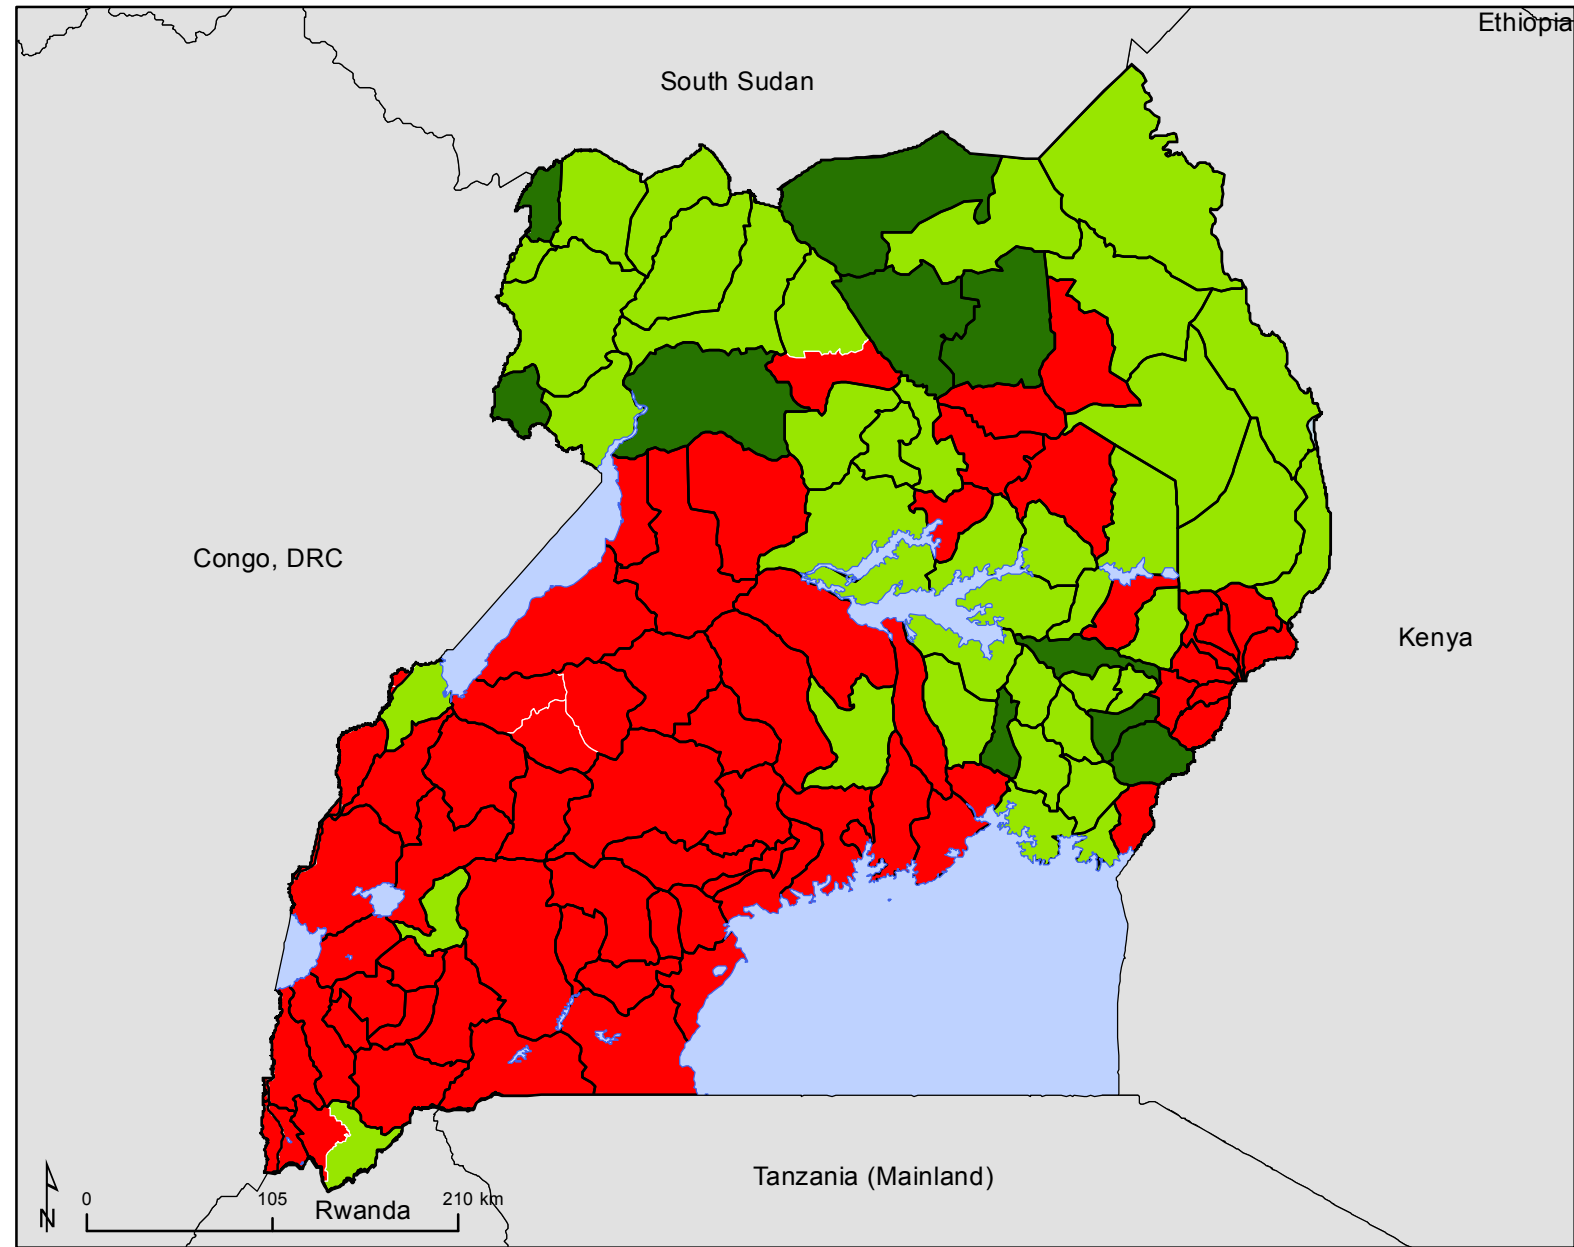 Ethiopia
South Sudan
Congo, DRC
Kenya
Tanzania (Mainland)
Rwanda
0 105 210 km
N